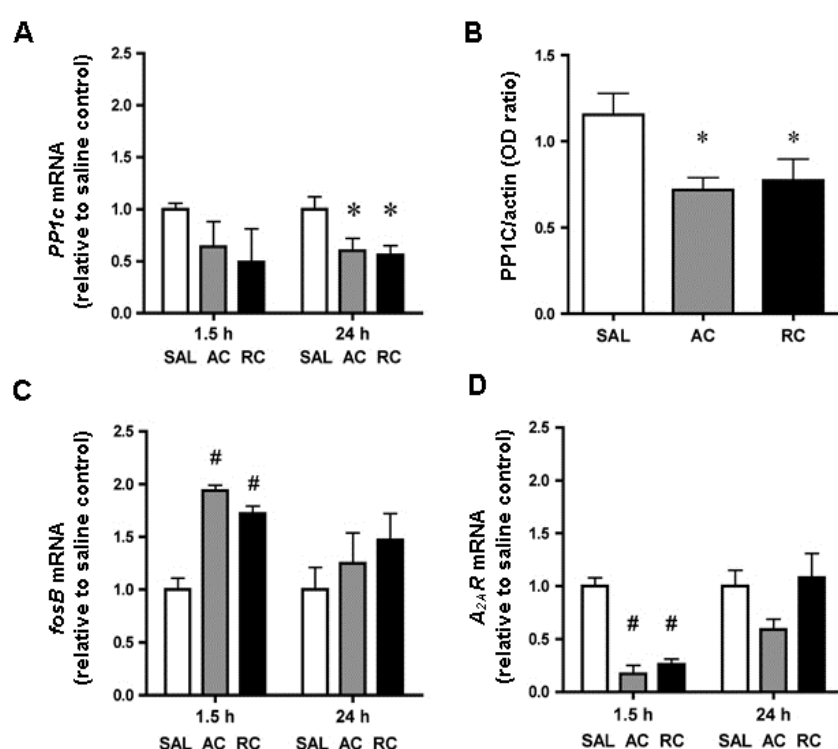 A
PP1c mRNA
(relative to saline control)
2.5
2.0
1.5
1.0
0.5
0.0
* *
1.5 h 24 h
SAL AC RC SAL AC RC
B
PP1C/actin (OD ratio)
1.5
1.0
0.5
0.0
* *
SAL AC RC
C
fosB mRNA
(relative to saline control)
2.5
2.0
1.5
1.0
0.5
0.0
# #
1.5 h 24 h
SAL AC RC SAL AC RC
D
A2AR mRNA
(relative to saline control)
2.5
2.0
1.5
1.0
0.5
0.0
# #
1.5 h 24 h
SAL AC RC SAL AC RC